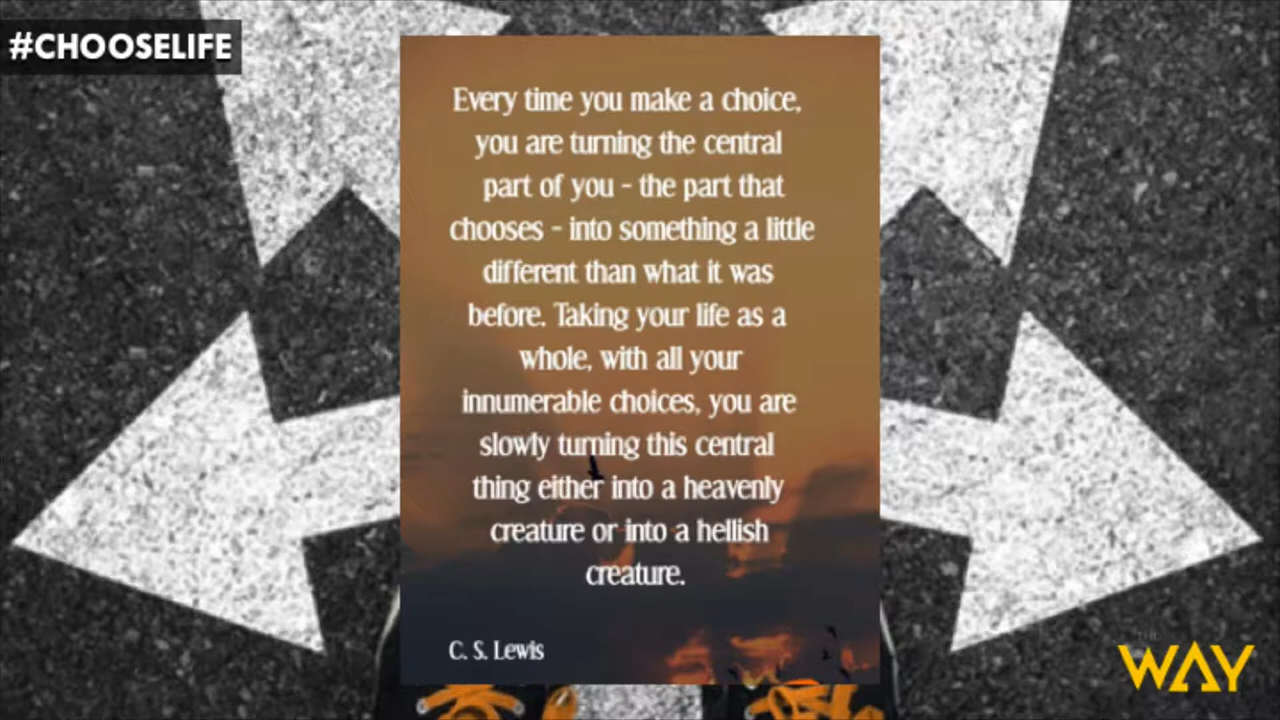 #CHOOSELIFE
Every time you make a choice,
you are turning the central
part of you - the part that
chooses - into something a little
different than what it was
before. Taking your life as a
whole, with all your
innumerable choices, you are
slowly turning this central
thing either into a heavenly
creature or into a hellish
creature.
C. S. Lewis
THE
WAY